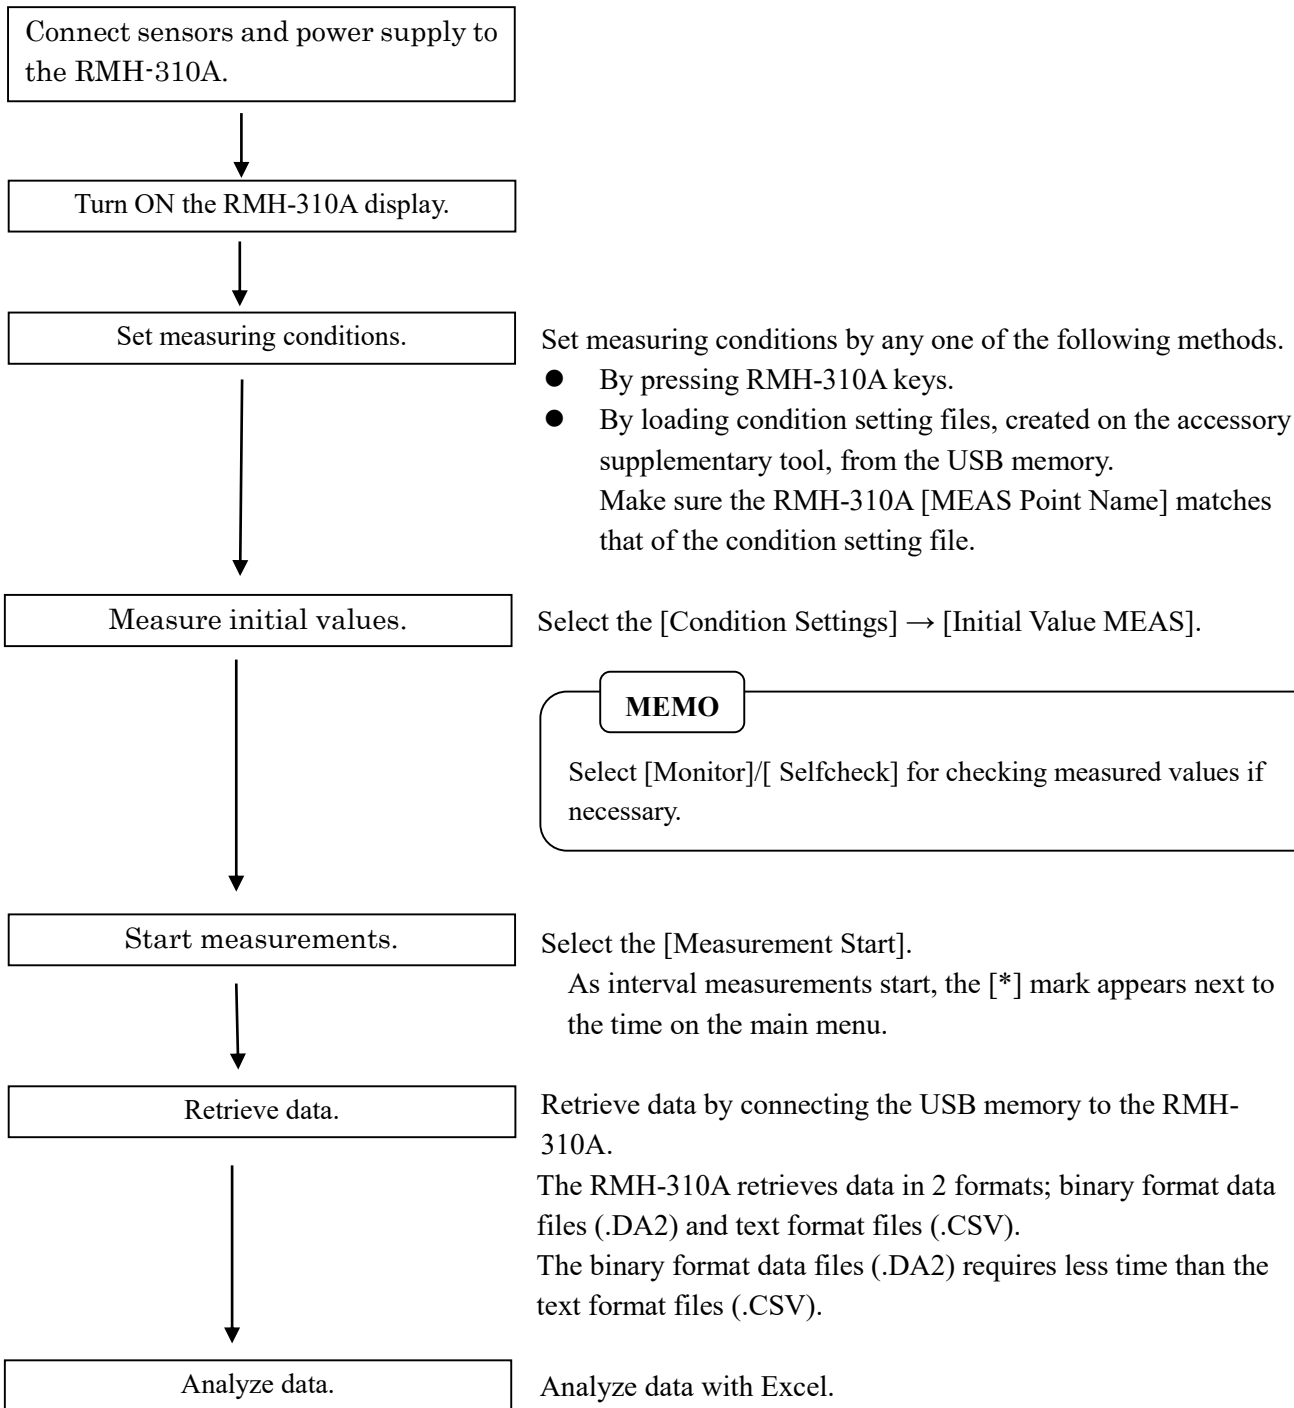 Connect sensors and power supply to
the RMH-310A.
Turn ON the RMH-310A display.
Set measuring conditions.
Set measuring conditions by any one of the following methods.
● By pressing RMH-310A keys.
● By loading condition setting files, created on the accessory
supplementary tool, from the USB memory.
Make sure the RMH-310A [MEAS Point Name] matches
that of the condition setting file.
Measure initial values.
Select the [Condition Settings] → [Initial Value MEAS].
MEMO
Select [Monitor]/[ Selfcheck] for checking measured values if
necessary.
Start measurements.
Select the [Measurement Start].
As interval measurements start, the [*] mark appears next to
the time on the main menu.
Retrieve data.
Retrieve data by connecting the USB memory to the RMH-
310A.
The RMH-310A retrieves data in 2 formats; binary format data
files (.DA2) and text format files (.CSV).
The binary format data files (.DA2) requires less time than the
text format files (.CSV).
Analyze data.
Analyze data with Excel.